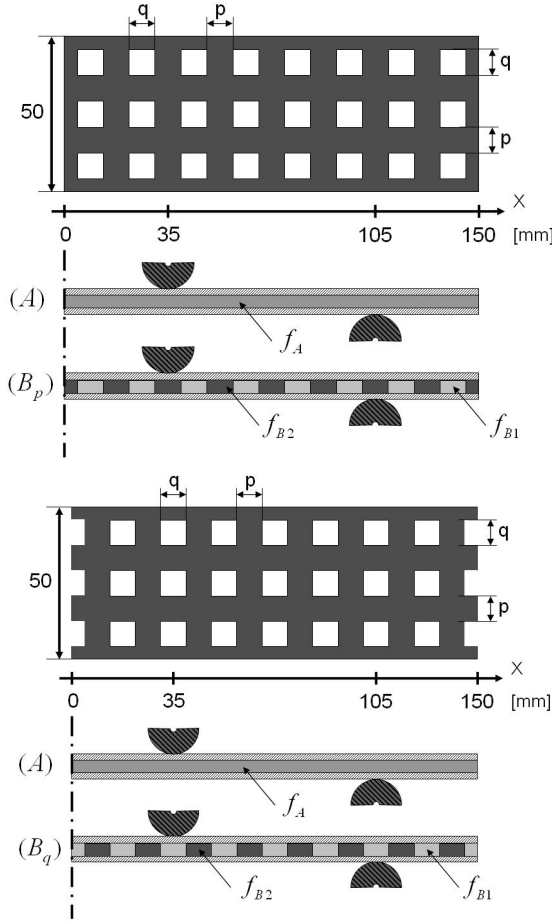 q p
q
50
p
X
0 35 105 150 [mm]
(A)
f_A
(B_p)
f_B2 f_B1
q p
q
50
p
X
0 35 105 150 [mm]
(A)
f_A
(B_q)
f_B2 f_B1